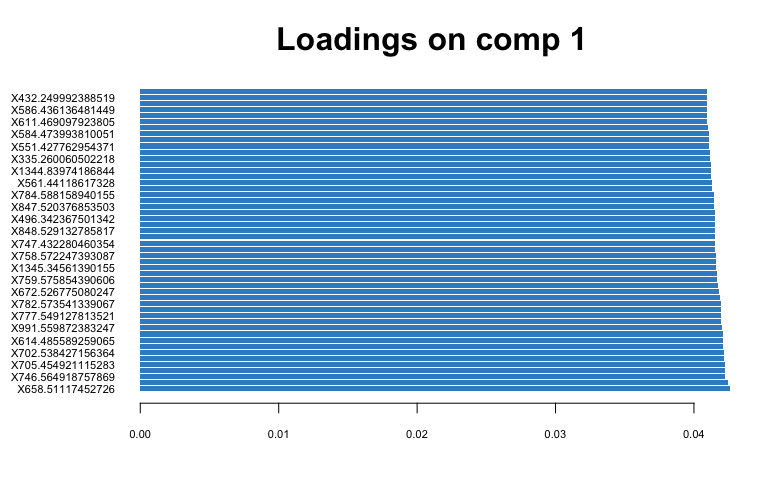 Loadings on comp 1
X432.249992388519
X586.436136481449
X611.469097923805
X584.473993810051
X551.427762954371
X335.260060502218
X1344.83974186844
X561.44118617328
X784.588158940155
X847.520376853503
X496.342367501342
X848.529132785817
X747.432280460354
X758.572247393087
X1345.34561390155
X759.575854390606
X672.526775080247
X782.573541339067
X777.549127813521
X991.559872383247
X614.485589259065
X702.538427156364
X705.454921115283
X746.564918757869
X658.51117452726
0.00 0.01 0.02 0.03 0.04